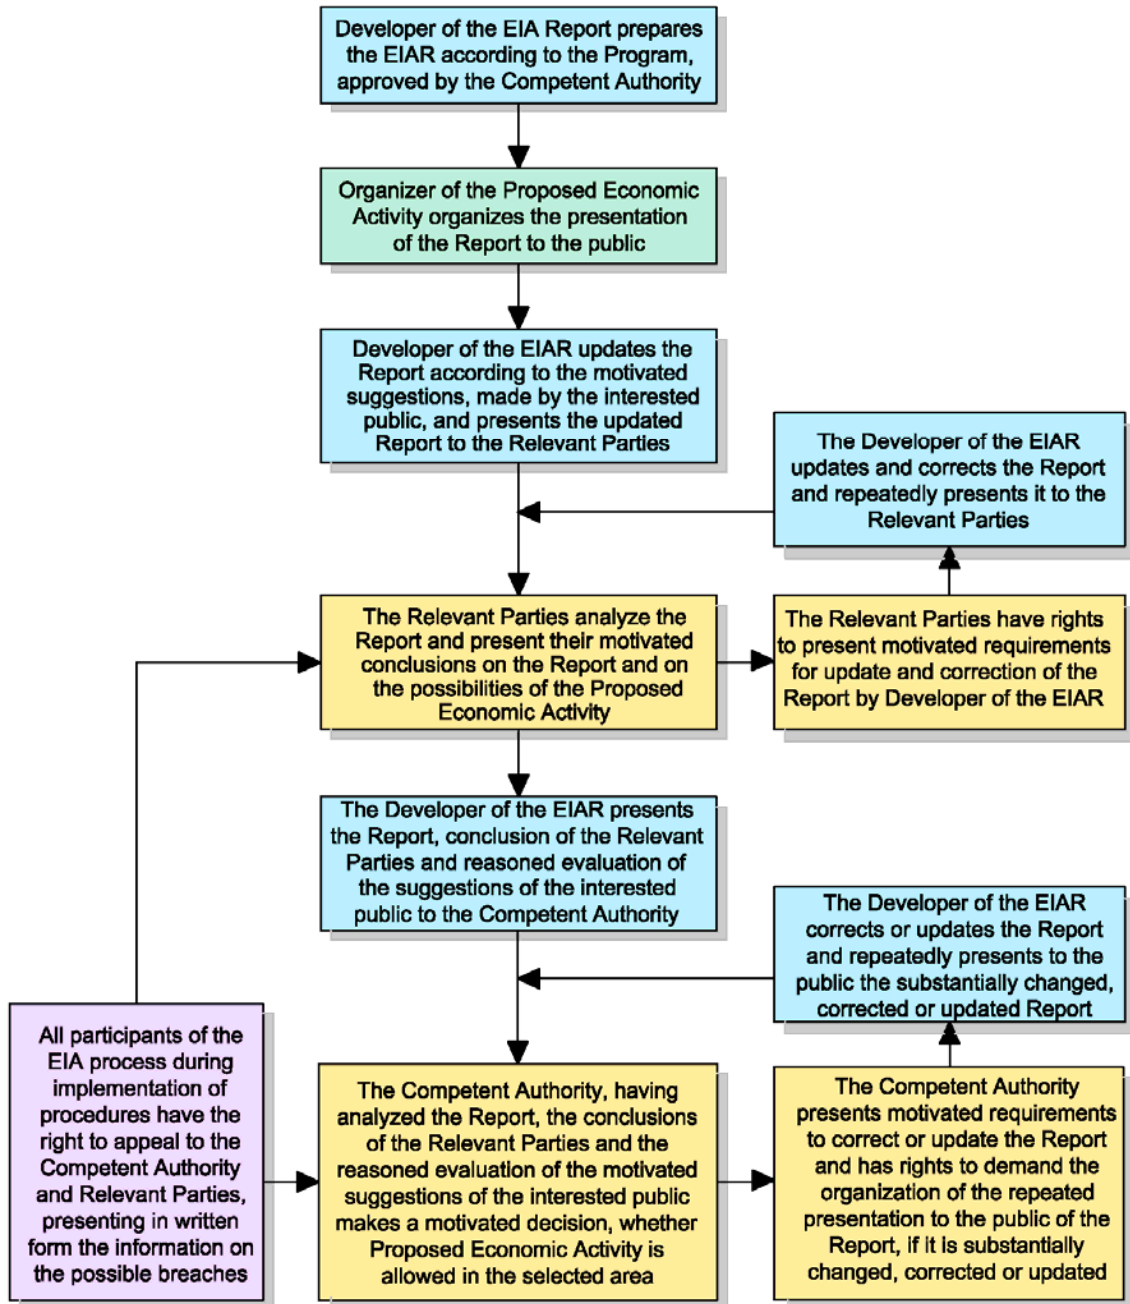 Developer of the EIA Report prepares
the EIAR according to the Program,
approved by the Competent Authority
Organizer of the Proposed Economic
Activity organizes the presentation
of the Report to the public
Developer of the EIAR updates the
Report according to the motivated
suggestions, made by the interested
public, and presents the updated
Report to the Relevant Parties
The Developer of the EIAR
updates and corrects the Report
and repeatedly presents it to the
Relevant Parties
The Relevant Parties analyze the
Report and present their motivated
conclusions on the Report and on
the possibilities of the Proposed
Economic Activity
The Relevant Parties have rights
to present motivated requirements
for update and correction of the
Report by Developer of the EIAR
The Developer of the EIAR presents
the Report, conclusion of the Relevant
Parties and reasoned evaluation of
the suggestions of the interested
public to the Competent Authority
The Developer of the EIAR
corrects or updates the Report
and repeatedly presents to the
public the substantially changed,
corrected or updated Report
All participants of the
EIA process during
implementation of
procedures have the
right to appeal to the
Competent Authority
and Relevant Parties,
presenting in written
form the information on
the possible breaches
The Competent Authority, having
analyzed the Report, the conclusions
of the Relevant Parties and the
reasoned evaluation of the motivated
suggestions of the interested public
makes a motivated decision, whether
Proposed Economic Activity is
allowed in the selected area
The Competent Authority
presents motivated requirements
to correct or update the Report
and has rights to demand the
organization of the repeated
presentation to the public of the
Report, if it is substantially
changed, corrected or updated